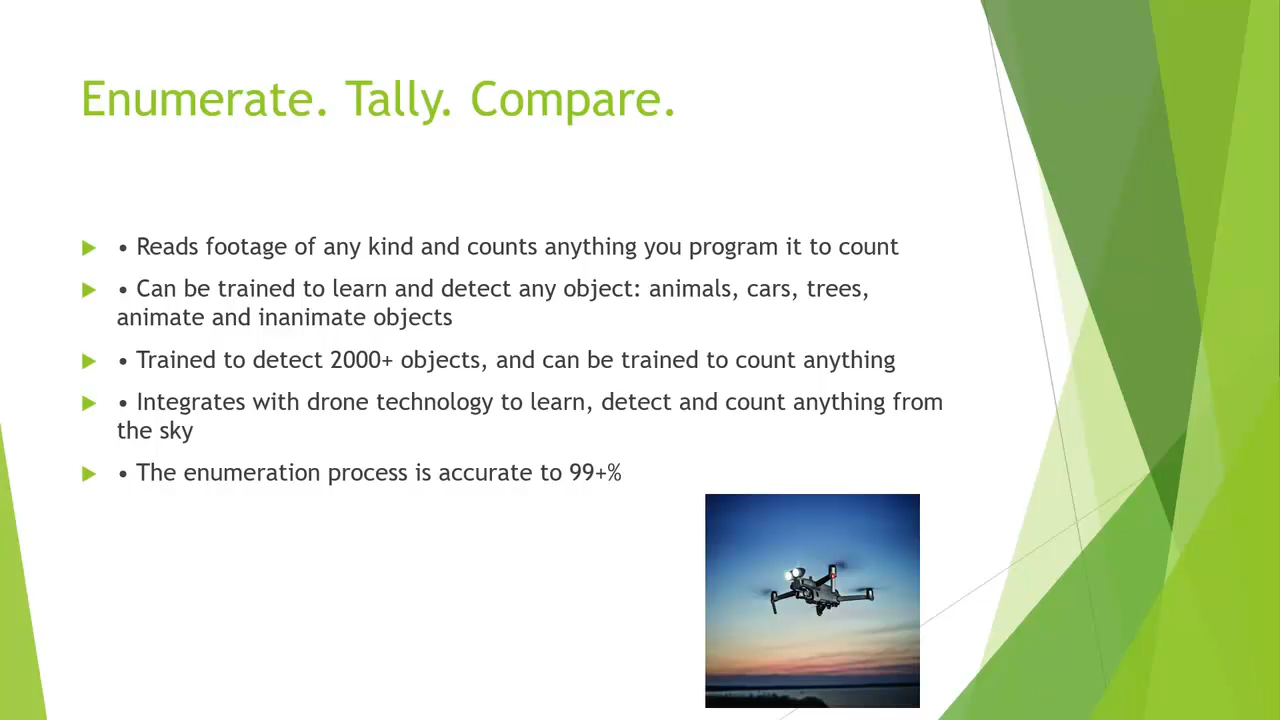 Enumerate. Tally. Compare.
• Reads footage of any kind and counts anything you program it to count
• Can be trained to learn and detect any object: animals, cars, trees,
animate and inanimate objects
• Trained to detect 2000+ objects, and can be trained to count anything
• Integrates with drone technology to learn, detect and count anything from
the sky
• The enumeration process is accurate to 99+%